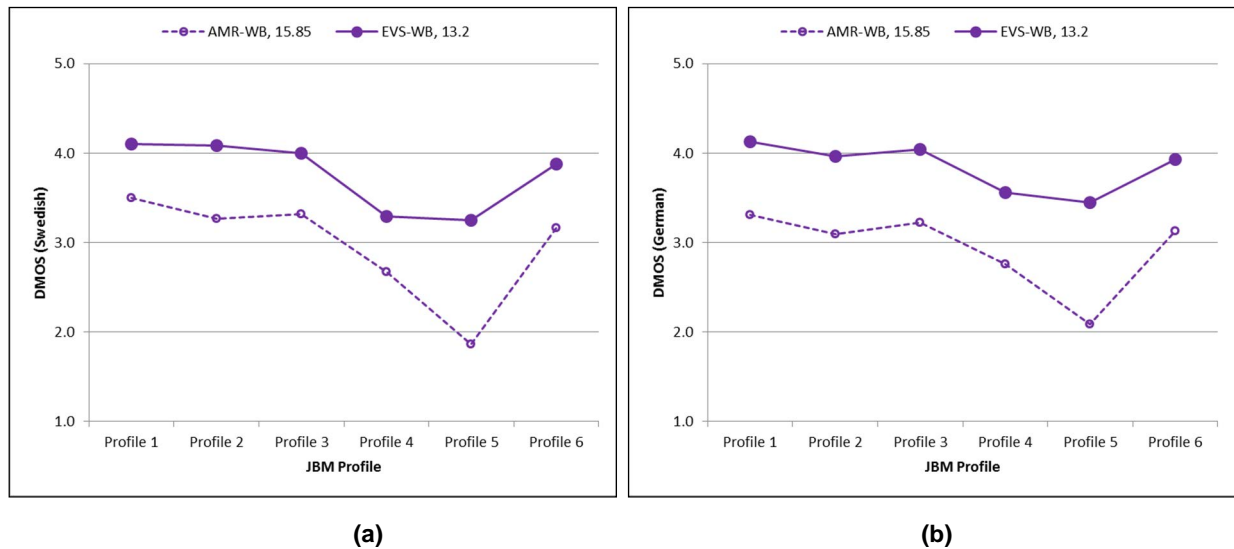 AMR-WB, 15.85 EVS-WB, 13.2
5.0
4.0
3.0
2.0
1.0
DMOS (Swedish)
Profile 1 Profile 2 Profile 3 Profile 4 Profile 5 Profile 6
JBM Profile
(a)
AMR-WB, 15.85 EVS-WB, 13.2
5.0
4.0
3.0
2.0
1.0
DMOS (German)
Profile 1 Profile 2 Profile 3 Profile 4 Profile 5 Profile 6
JBM Profile
(b)